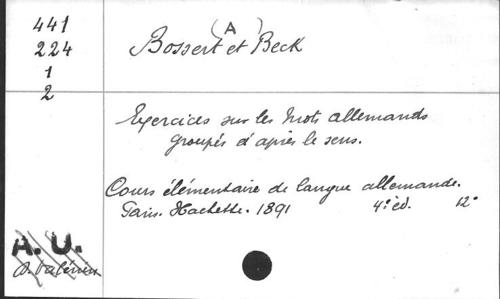 441
224
1
2
Bossert (A) et Beck
Exercices sur les mots allemands
groupés d'après le sens.
Cours élémentaire de langue allemande.
Paris. Hachette. 1891 4e éd. 12°
A. U.